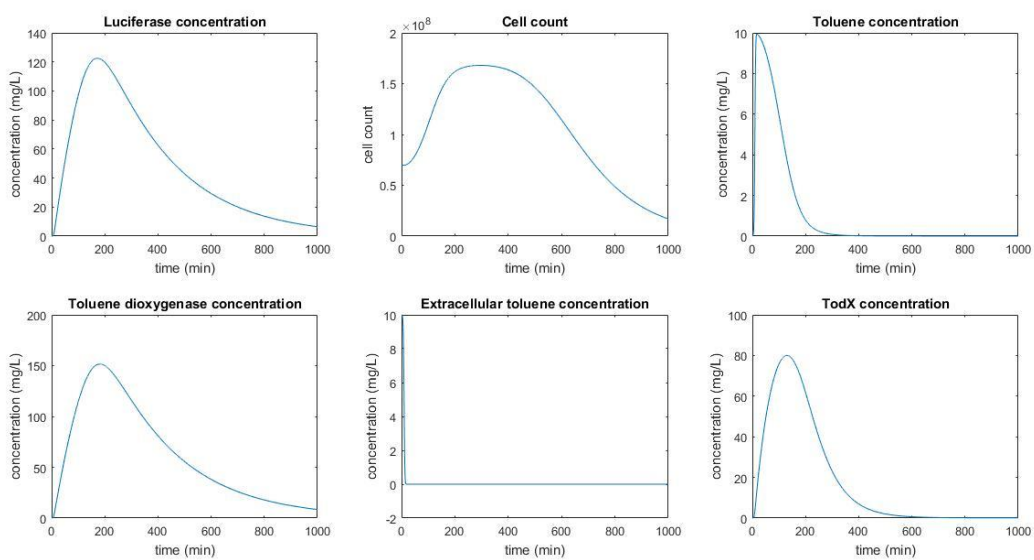 Luciferase concentration
140
120
100
80
60
40
20
0
concentration (mg/L)
0 200 400 600 800 1000
time (min)
Cell count
×10^8
2
1.5
1
0.5
0
cell count
0 200 400 600 800 1000
time (min)
Toluene concentration
10
8
6
4
2
0
concentration (mg/L)
0 200 400 600 800 1000
time (min)
Toluene dioxygenase concentration
200
150
100
50
0
concentration (mg/L)
0 200 400 600 800 1000
time (min)
Extracellular toluene concentration
10
8
6
4
2
0
-2
concentration (mg/L)
0 200 400 600 800 1000
time (min)
TodX concentration
100
80
60
40
20
0
concentration (mg/L)
0 200 400 600 800 1000
time (min)